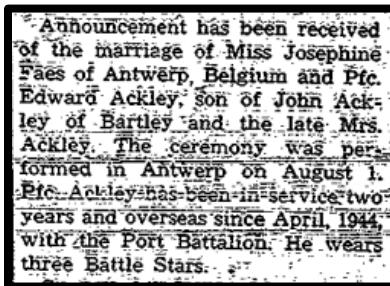 Announcement has been received
of the marriage of Miss Josephine
Faes of Antwerp, Belgium and Pfc.
Edward Ackley, son of John Ack-
ley of Bartley and the late Mrs.
Ackley. The ceremony was per-
formed in Antwerp on August 1.
Pfc. Ackley has been in service two
years and overseas since April, 1944,
with the Port Battalion. He wears
three Battle Stars.